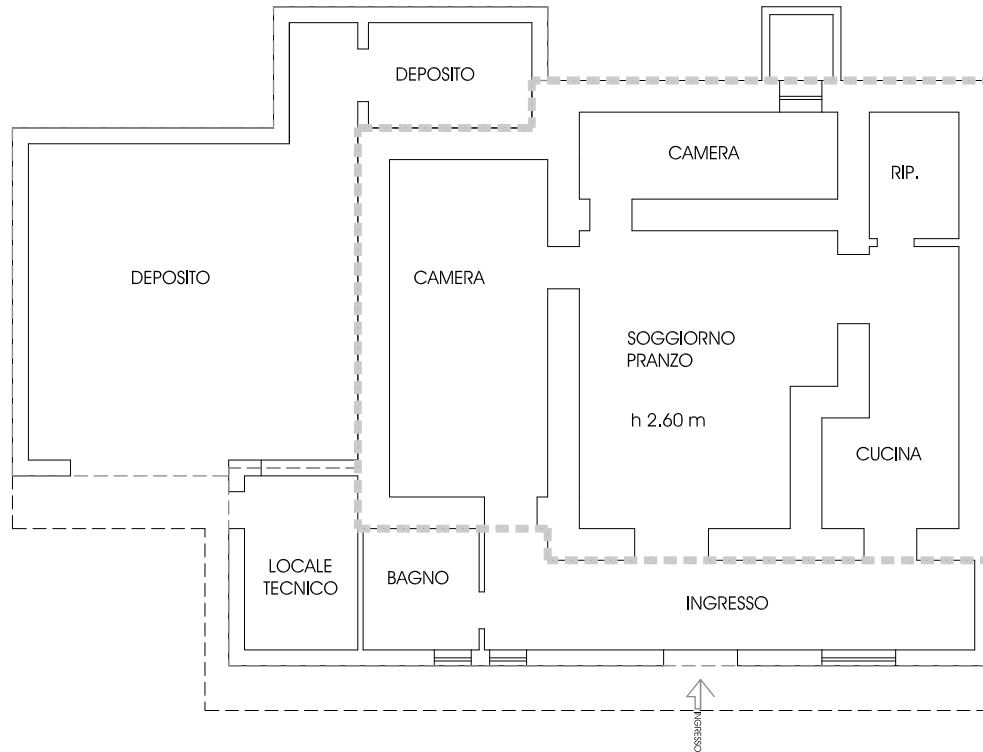 DEPOSITO
CAMERA
RIP.
DEPOSITO
CAMERA
SOGGIORNO
PRANZO
h 2.60 m
CUCINA
LOCALE
TECNICO
BAGNO
INGRESSO
INGRESSO